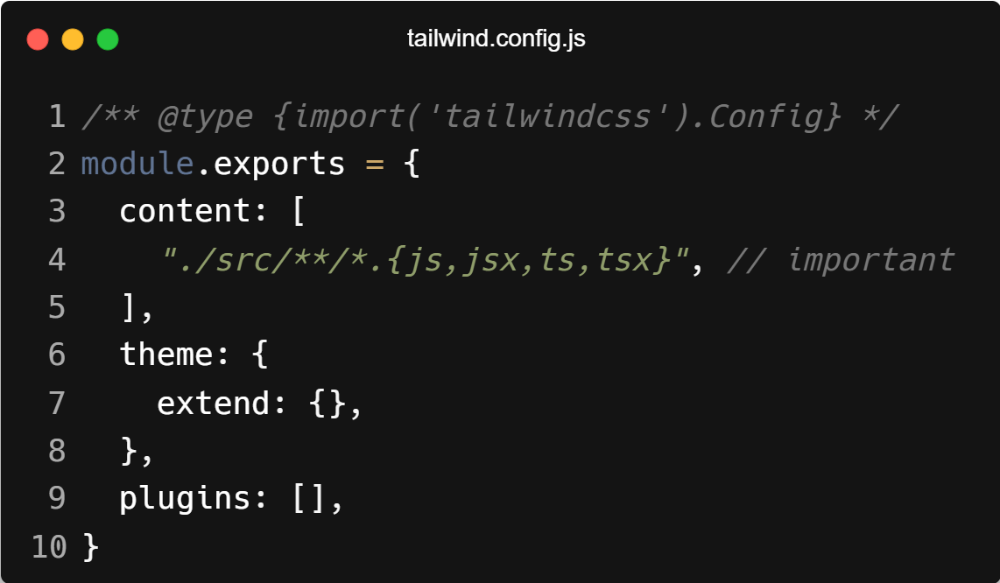 tailwind.config.js
1 /** @type {import('tailwindcss').Config} */
2 module.exports = {
3   content: [
4     "./src/**/*.{js,jsx,ts,tsx}", // important
5   ],
6   theme: {
7     extend: {},
8   },
9   plugins: [],
10 }